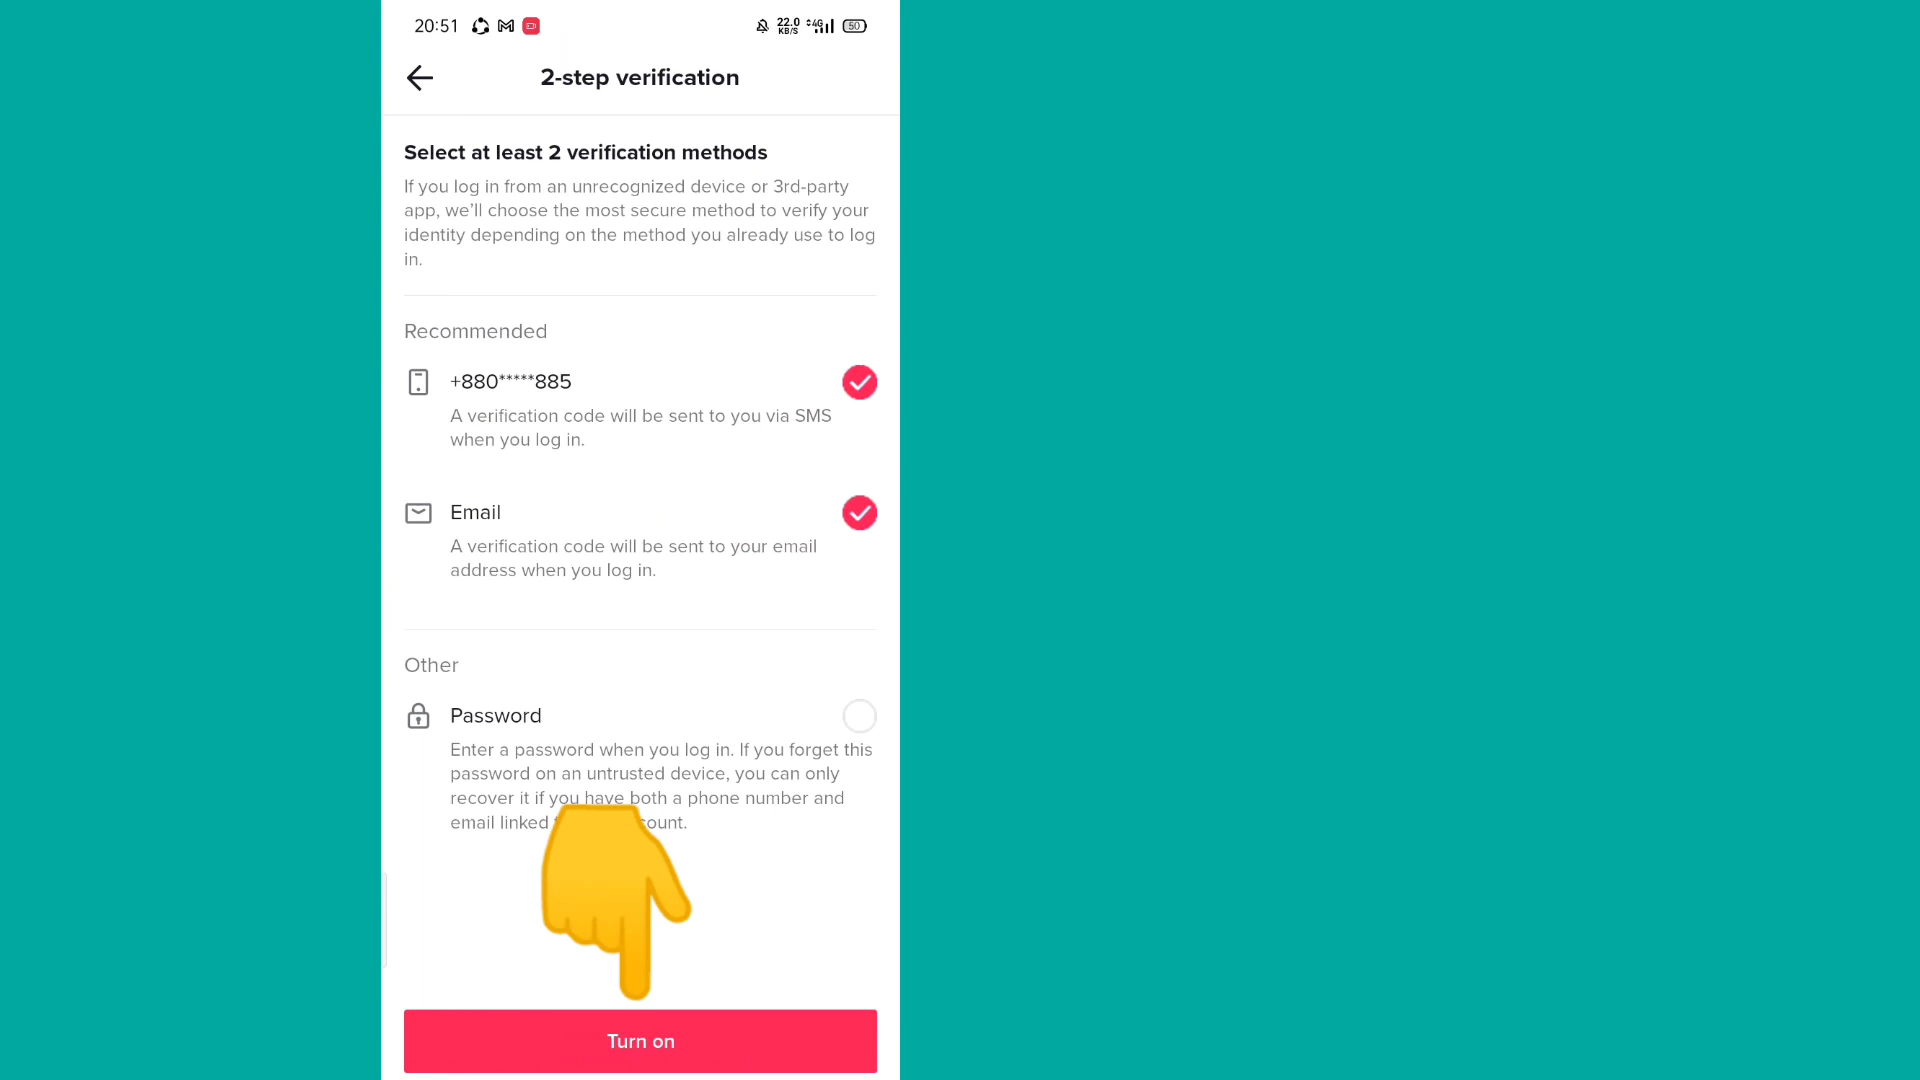 20:51 22.0 KB/S 4G 50
2-step verification
Select at least 2 verification methods
If you log in from an unrecognized device or 3rd-party
app, we’ll choose the most secure method to verify your
identity depending on the method you already use to log
in.
Recommended
+880*****885
A verification code will be sent to you via SMS
when you log in.
Email
A verification code will be sent to your email
address when you log in.
Other
Password
Enter a password when you log in. If you forget this
password on an untrusted device, you can only
recover it if you have both a phone number and
email linked ount.
Turn on